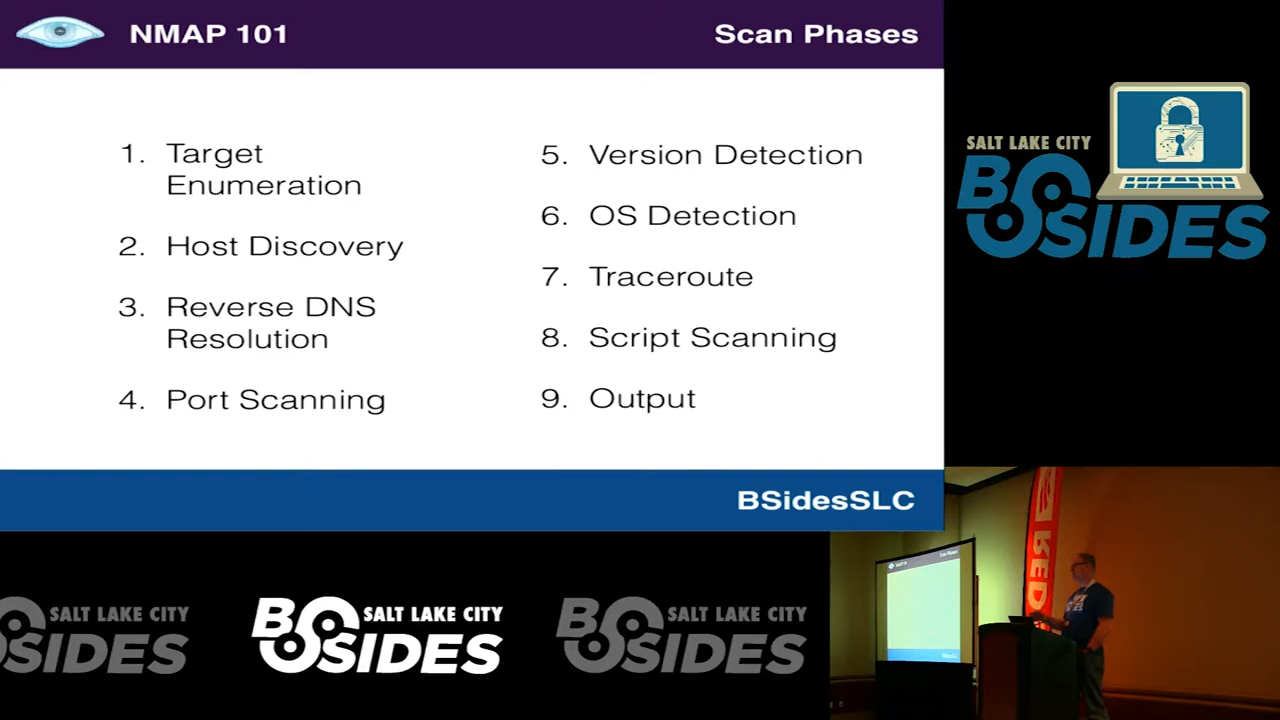 NMAP 101
Scan Phases
1. Target
Enumeration
2. Host Discovery
3. Reverse DNS
Resolution
4. Port Scanning
5. Version Detection
6. OS Detection
7. Traceroute
8. Script Scanning
9. Output
BSidesSLC
SALT LAKE CITY
BSIDES
SALT LAKE CITY
SIDES
SALT LAKE CITY
BSIDES
SALT LAKE CITY
BSIDES
RED